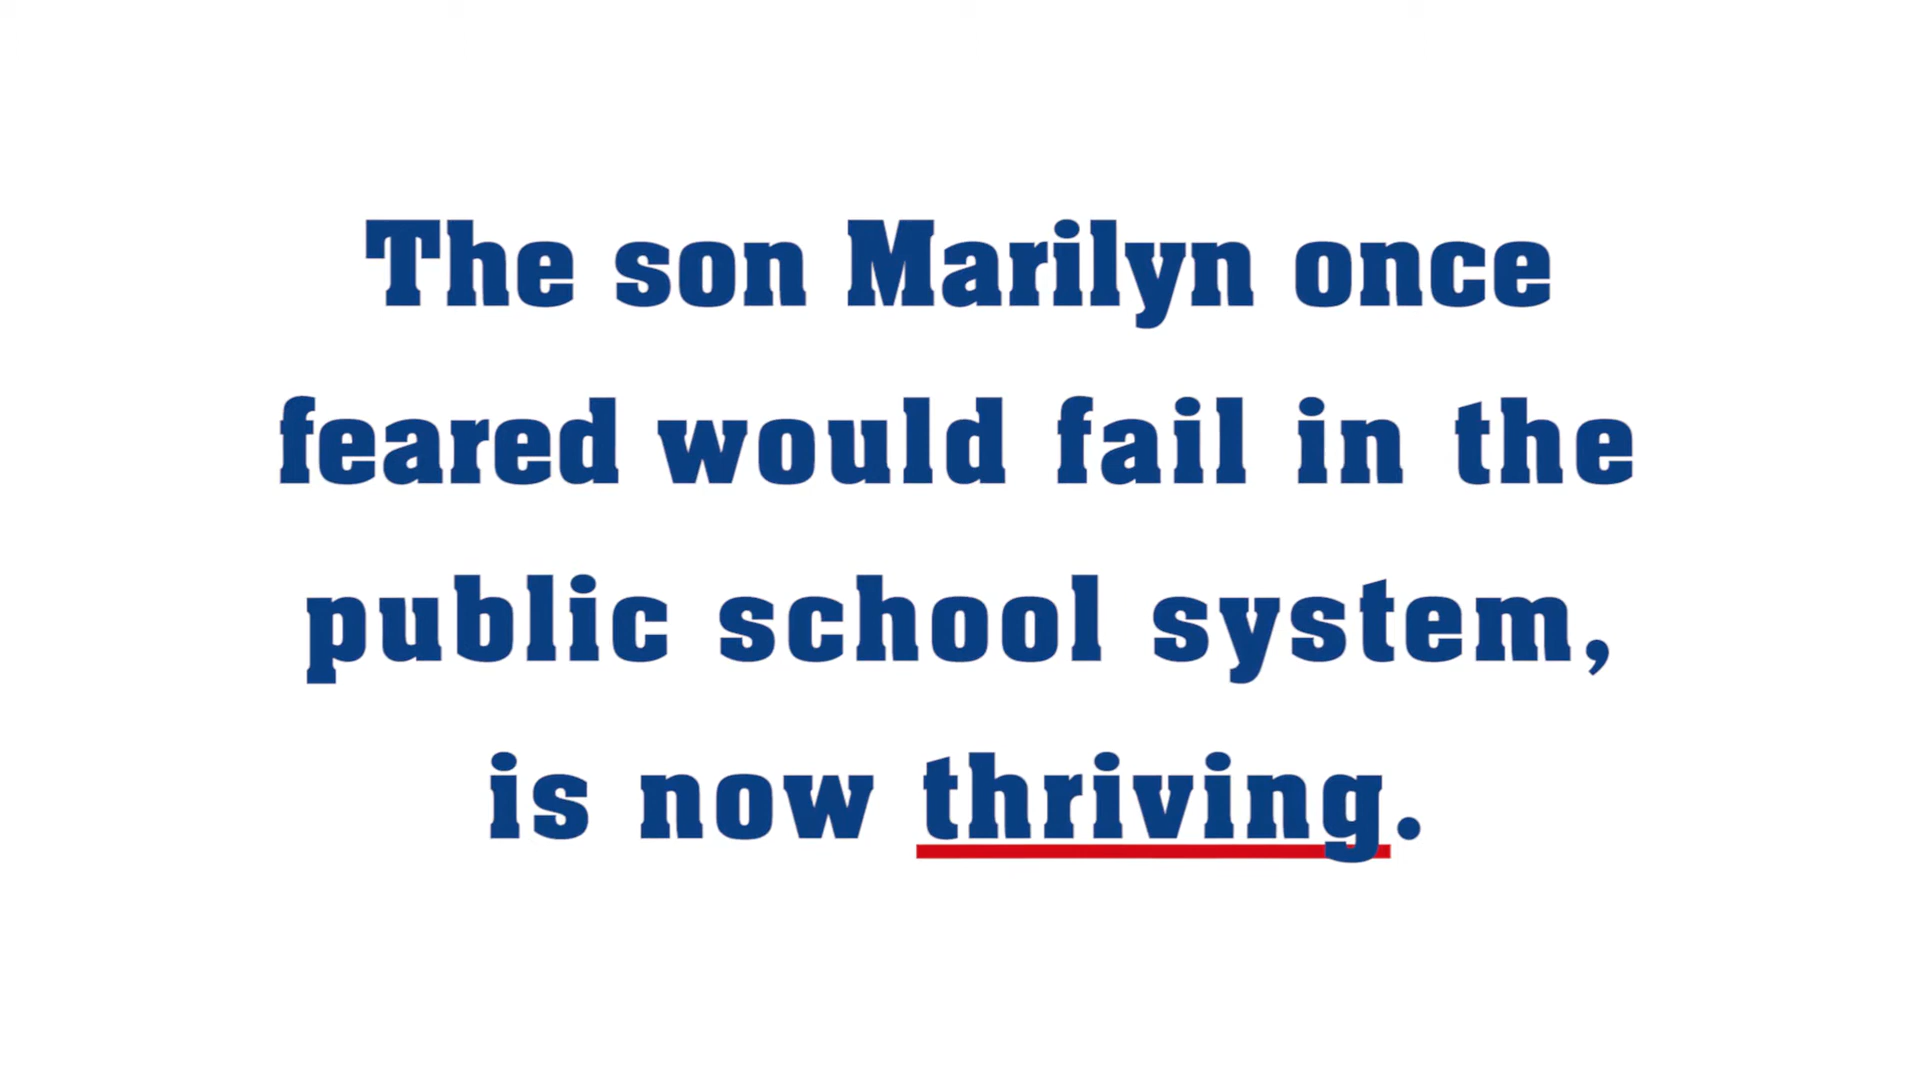 The son Marilyn once
feared would fail in the
public school system,
is now thriving.